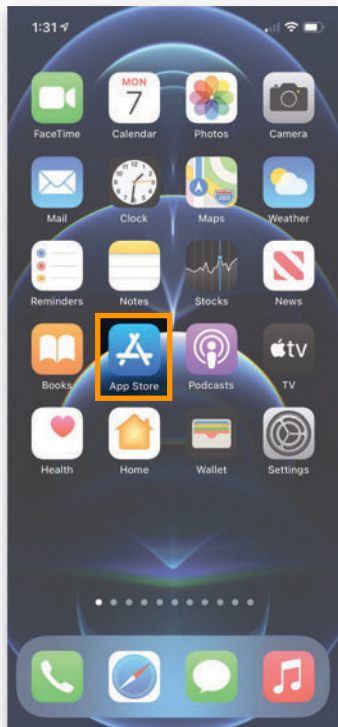 1:31
FaceTime
MON
7
Calendar
Photos
Camera
Mail
Clock
Maps
280
Weather
Reminders
Notes
Stocks
News
Books
App Store
Podcasts
tv
TV
Health
Home
Wallet
Settings